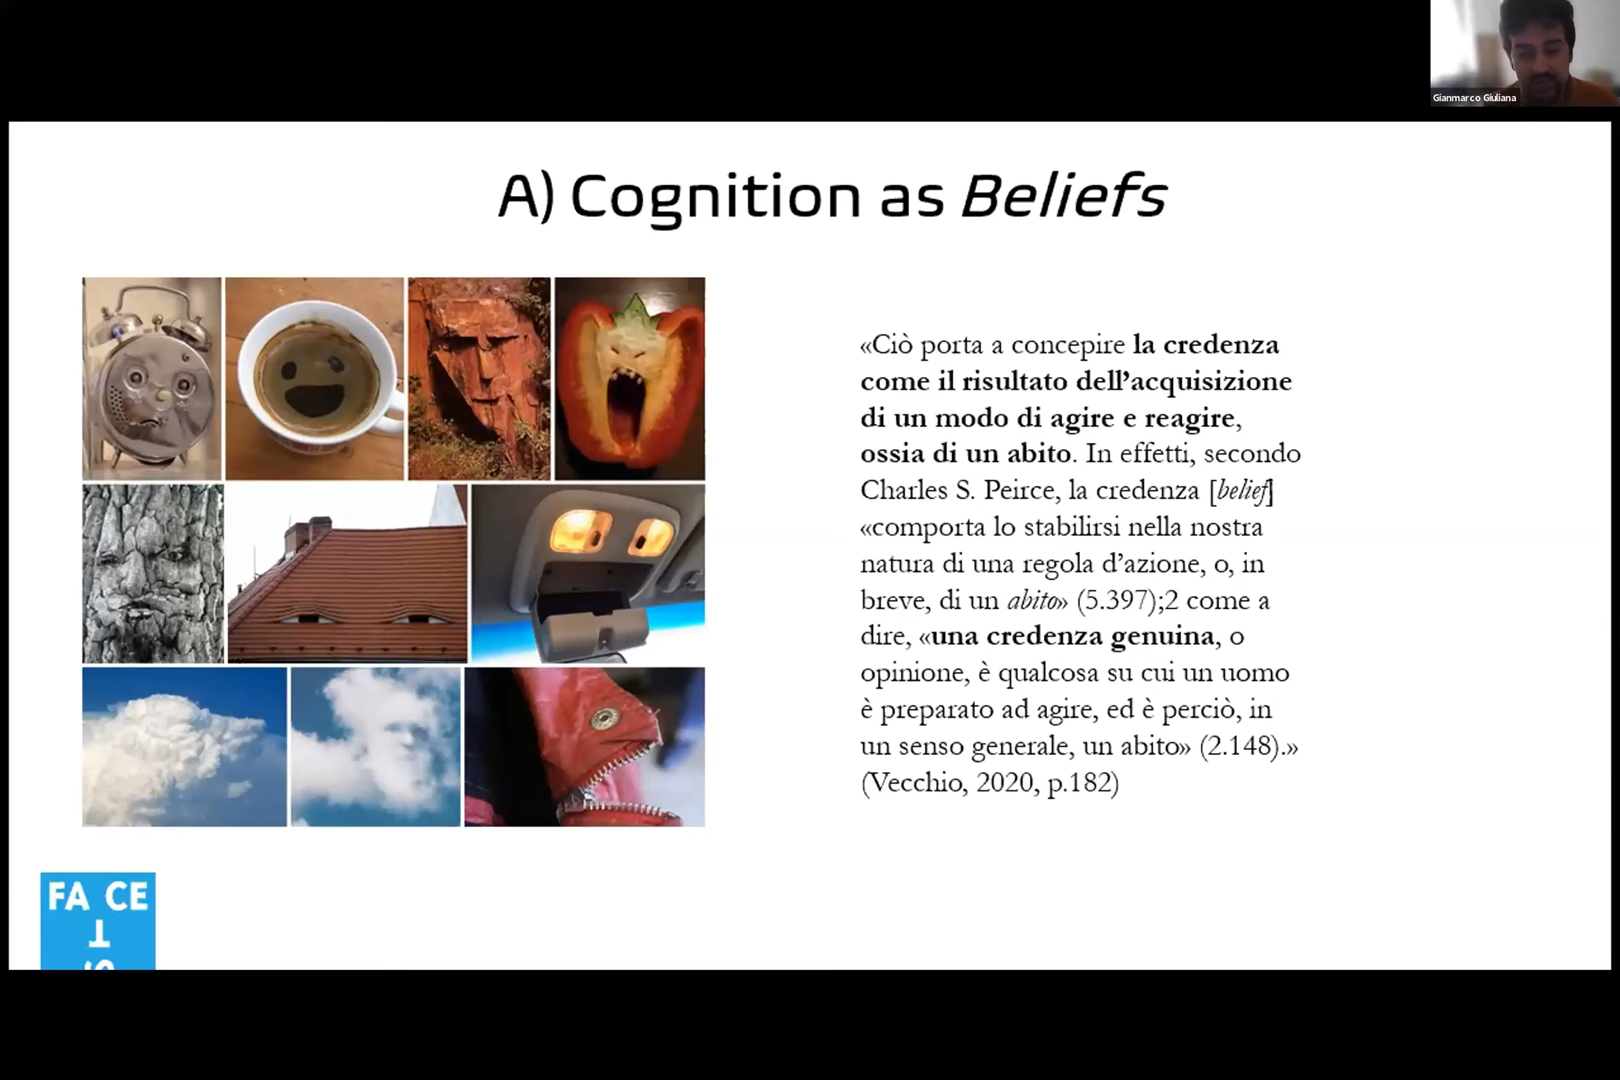 Gianmarco Giuliana
A) Cognition as Beliefs
«Ciò porta a concepire la credenza
come il risultato dell’acquisizione
di un modo di agire e reagire,
ossia di un abito. In effetti, secondo
Charles S. Peirce, la credenza [belief]
«comporta lo stabilirsi nella nostra
natura di una regola d’azione, o, in
breve, di un abito» (5.397);2 come a
dire, «una credenza genuina, o
opinione, è qualcosa su cui un uomo
è preparato ad agire, ed è perciò, in
un senso generale, un abito» (2.148).»
(Vecchio, 2020, p.182)
FA CE
T
S